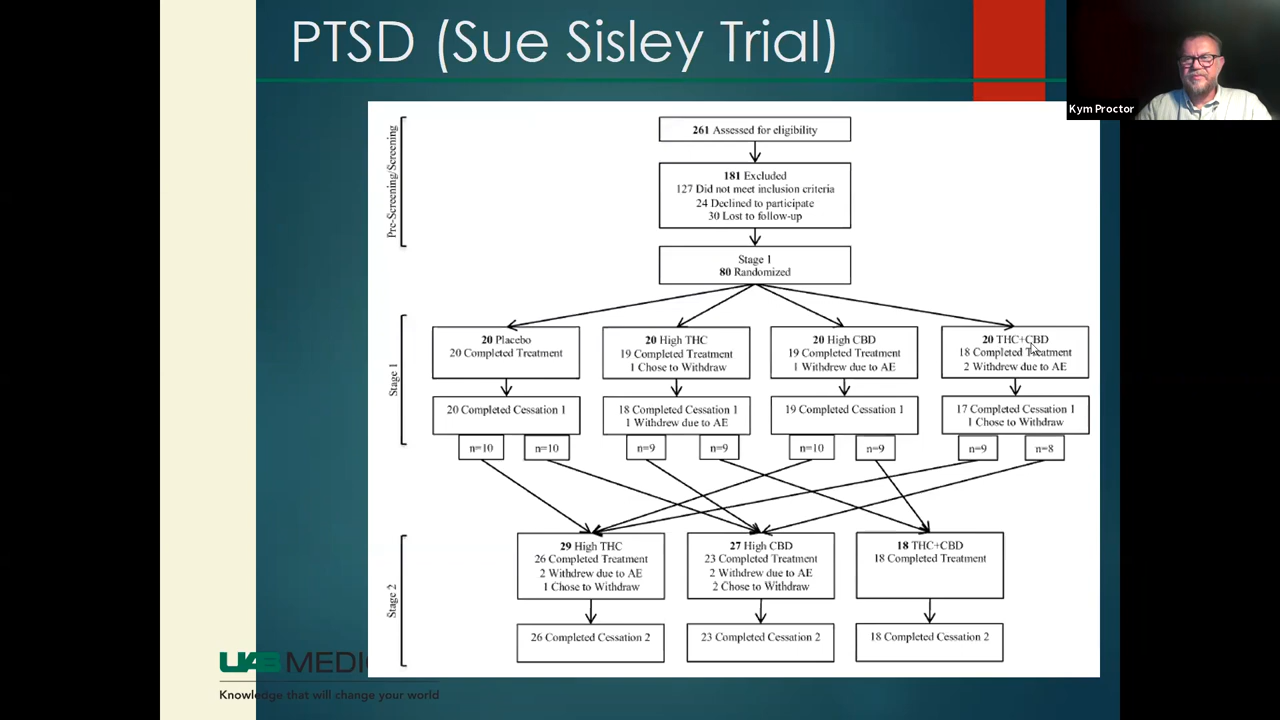 PTSD (Sue Sisley Trial)
Kym Proctor
Pre-Screening/Screening
261 Assessed for eligibility
181 Excluded
127 Did not meet inclusion criteria
24 Declined to participate
30 Lost to follow-up
Stage 1
80 Randomized
Stage 1
20 Placebo
20 Completed Treatment
20 High THC
19 Completed Treatment
1 Chose to Withdraw
20 High CBD
19 Completed Treatment
1 Withdrew due to AE
20 THC+CBD
18 Completed Treatment
2 Withdrew due to AE
20 Completed Cessation 1
18 Completed Cessation 1
1 Withdrew due to AE
19 Completed Cessation 1
17 Completed Cessation 1
1 Chose to Withdraw
n=10
n=10
n=9
n=9
n=10
n=9
n=9
n=8
Stage 2
29 High THC
26 Completed Treatment
2 Withdrew due to AE
1 Chose to Withdraw
27 High CBD
23 Completed Treatment
2 Withdrew due to AE
2 Chose to Withdraw
18 THC+CBD
18 Completed Treatment
26 Completed Cessation 2
23 Completed Cessation 2
18 Completed Cessation 2
UAB MEDIC
Knowledge that will change your world